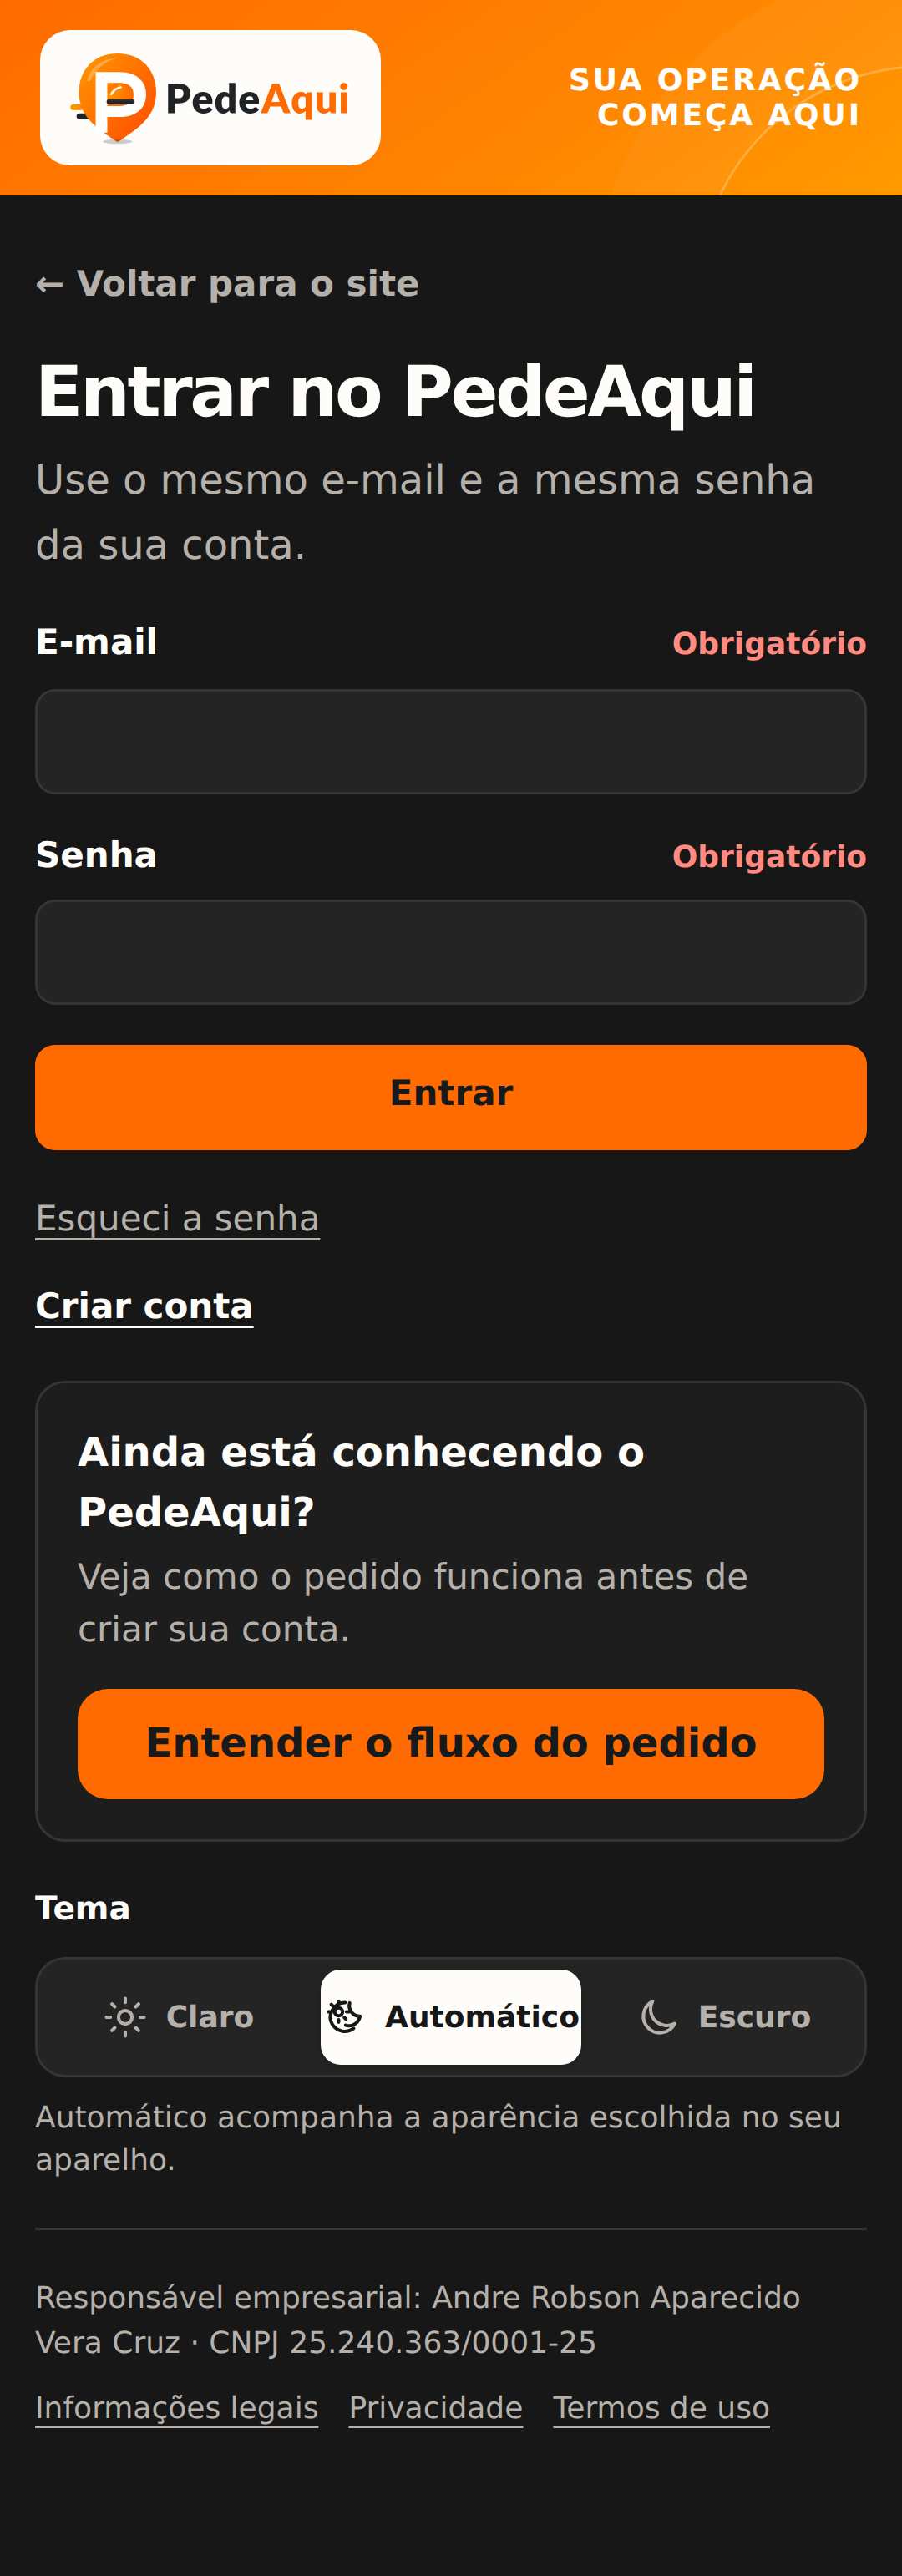 PedeAqui
SUA OPERAÇÃO
COMEÇA AQUI
← Voltar para o site
Entrar no PedeAqui
Use o mesmo e-mail e a mesma senha
da sua conta.
E-mail
Obrigatório
Senha
Obrigatório
Entrar
Esqueci a senha
Criar conta
Ainda está conhecendo o
PedeAqui?
Veja como o pedido funciona antes de
criar sua conta.
Entender o fluxo do pedido
Tema
Claro
Automático
Escuro
Automático acompanha a aparência escolhida no seu
aparelho.
Responsável empresarial: Andre Robson Aparecido
Vera Cruz · CNPJ 25.240.363/0001-25
Informações legais Privacidade Termos de uso